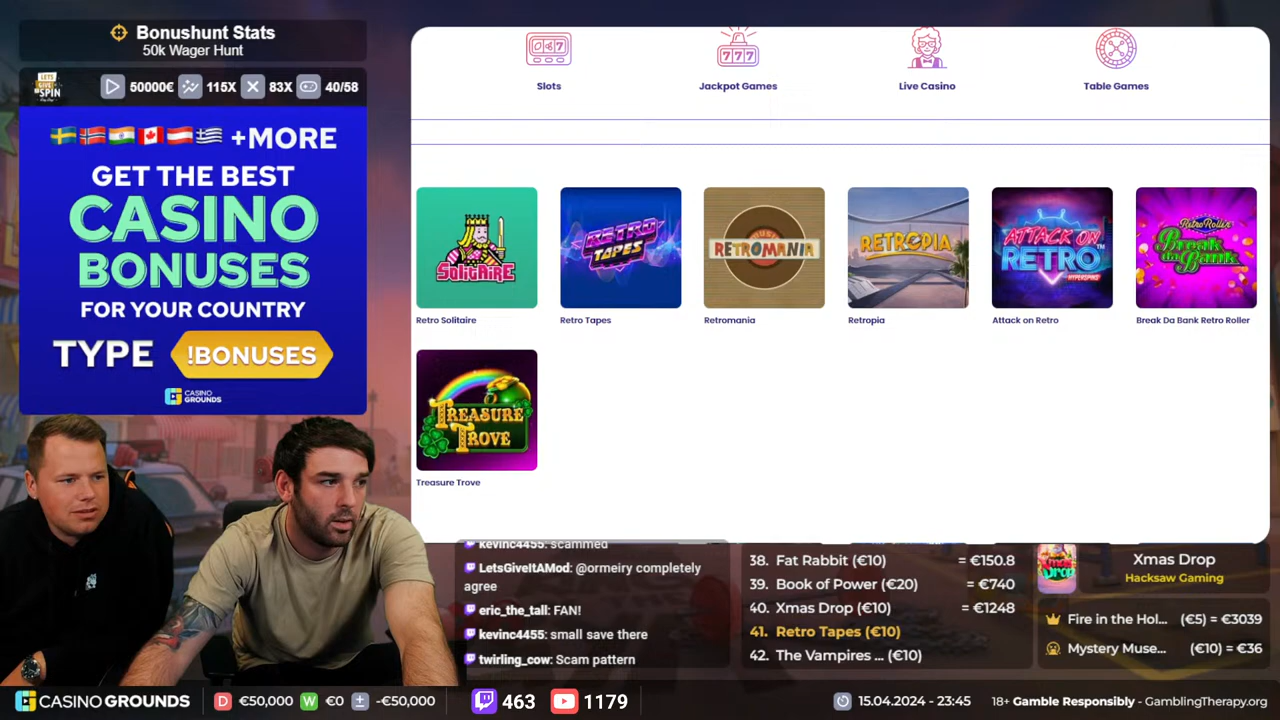 Bonushunt Stats
50k Wager Hunt
LETS GIVE IT A SPIN
50000€ 115X 83X 40/58
+MORE
GET THE BEST
CASINO
BONUSES
FOR YOUR COUNTRY
TYPE !BONUSES
CASINO
GROUNDS
Slots
Jackpot Games
Live Casino
Table Games
777
SOLITAIRE
RETRO
TAPES
MUSIC
RETROMANIA
RETROPIA
ATTACK ON
RETRO™
HYPERSPINS
Retro Roller
Break
da Bank
Retro Solitaire
Retro Tapes
Retromania
Retropia
Attack on Retro
Break Da Bank Retro Roller
TREASURE
TROVE
Treasure Trove
kevinc4455: scammed
LetsGiveItAMod: @ormeiry completely
agree
eric_the_tall: FAN!
kevinc4455: small save there
twirling_cow: Scam pattern
38. Fat Rabbit (€10) = €150.8
39. Book of Power (€20) = €740
40. Xmas Drop (€10) = €1248
41. Retro Tapes (€10)
42. The Vampires ... (€10)
Xmas Drop
Hacksaw Gaming
Fire in the Hol... (€5) = €3039
Mystery Muse... (€10) = €36
CASINOGROUNDS
D €50,000 W €0 ± -€50,000
463 1179
15.04.2024 - 23:45
18+ Gamble Responsibly - GamblingTherapy.org